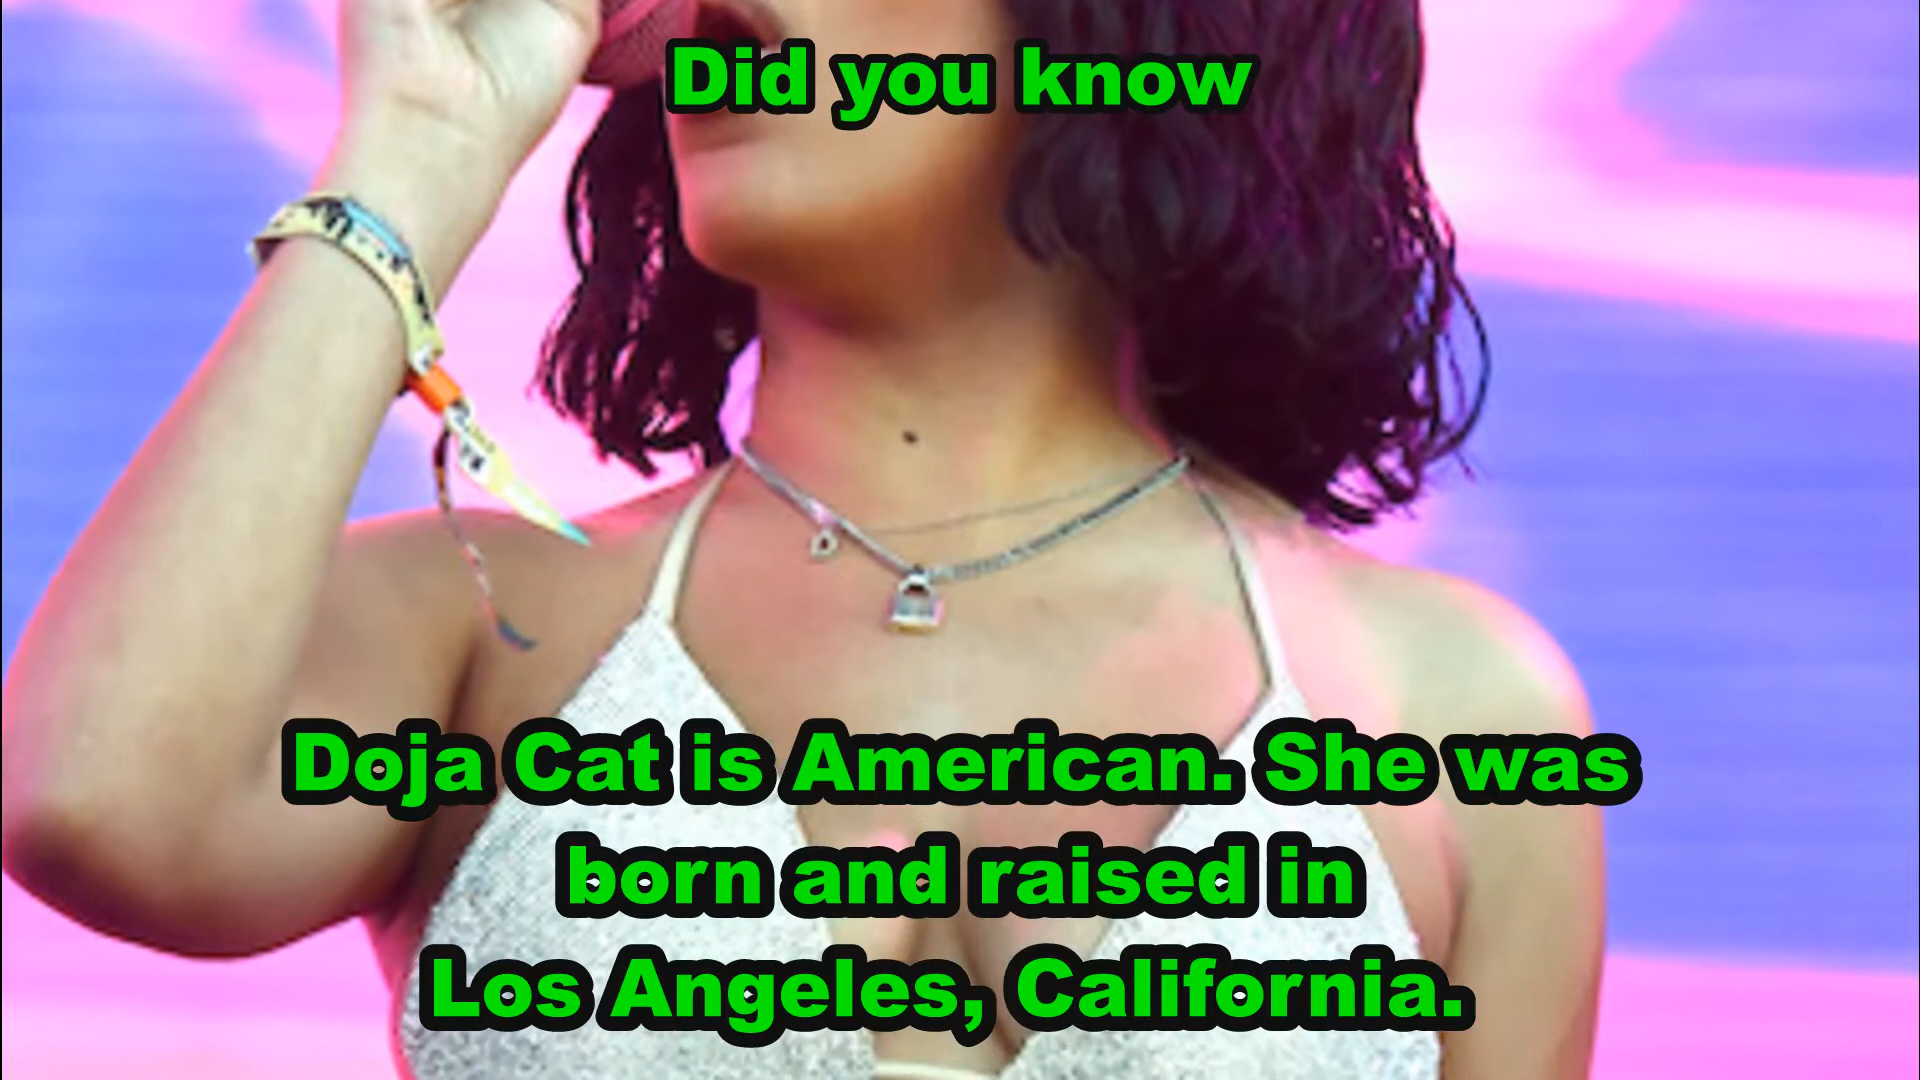 Did you know
Doja Cat is American. She was
born and raised in
Los Angeles, California.